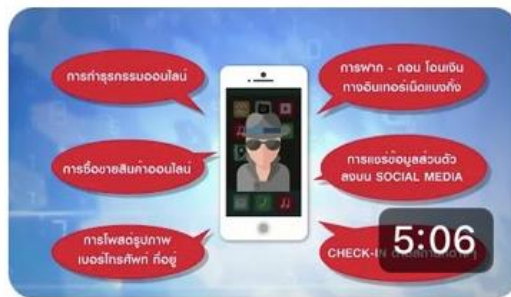 การทำธุรกรรมออนไลน์
การซื้อขายสินค้าออนไลน์
การโพสต์รูปภาพ
เบอร์โทรศัพท์ ที่อยู่
การฝาก - ถอน โอนเงิน
ทางอินเทอร์เน็ตแบงกิ้ง
การแชร์ข้อมูลส่วนตัว
ลงบน SOCIAL MEDIA
CHECK-IN
5:06